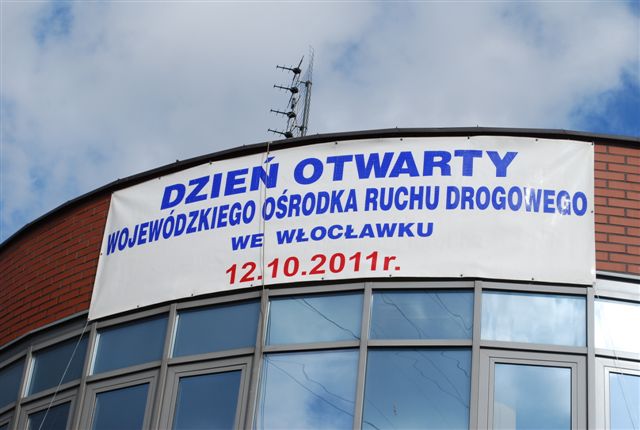 DZIEŃ OTWARTY
WOJEWÓDZKIEGO OŚRODKA RUCHU DROGOWEGO
WE WŁOCŁAWKU
12.10.2011r.